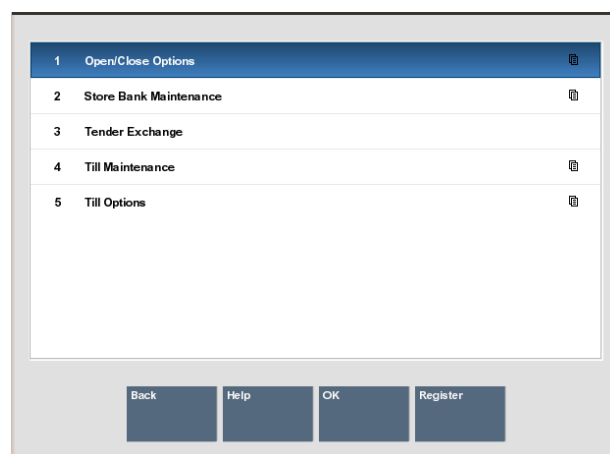 1 Open/Close Options
2 Store Bank Maintenance
3 Tender Exchange
4 Till Maintenance
5 Till Options
Back Help OK Register